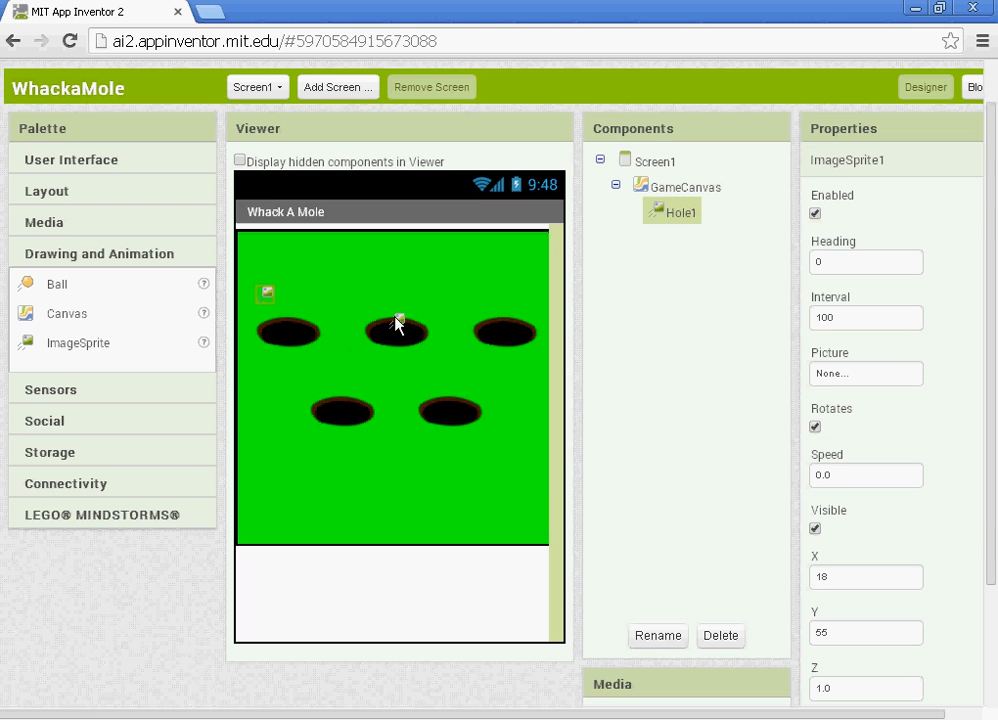 MIT App Inventor 2
ai2.appinventor.mit.edu/#5970584915673088
WhackaMole
Screen1
Add Screen ...
Remove Screen
Designer
Blo
Palette
User Interface
Layout
Media
Drawing and Animation
Ball
?
Canvas
?
ImageSprite
?
Sensors
Social
Storage
Connectivity
LEGO® MINDSTORMS®
Viewer
Display hidden components in Viewer
9:48
Whack A Mole
Components
Screen1
GameCanvas
Hole1
Rename
Delete
Media
Properties
ImageSprite1
Enabled
Heading
0
Interval
100
Picture
None...
Rotates
Speed
0.0
Visible
X
18
Y
55
Z
1.0